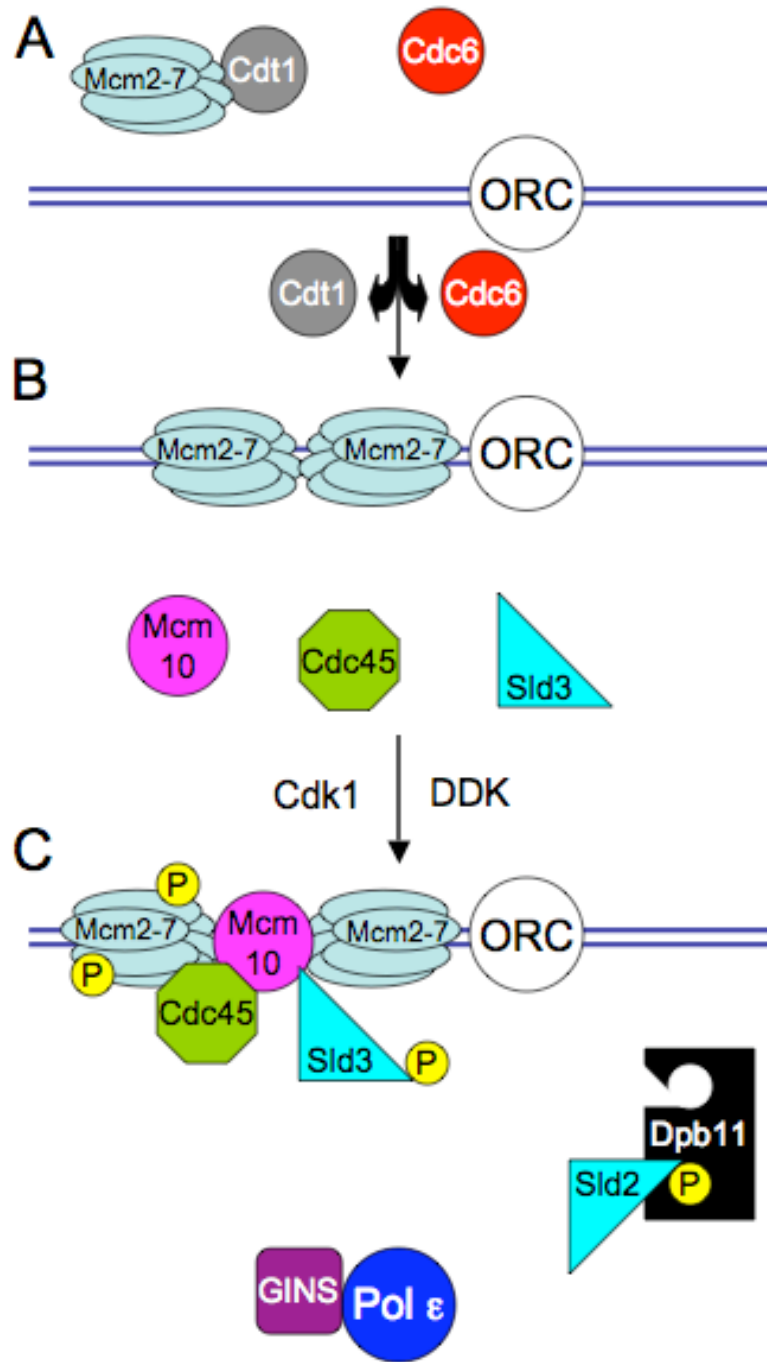 A
Mcm2-7
Cdt1
Cdc6
ORC
Cdt1
Cdc6
B
Mcm2-7
Mcm2-7
ORC
Mcm
10
Cdc45
Sld3
Cdk1
DDK
C
P
Mcm2-7
Mcm
10
Mcm2-7
ORC
P
Cdc45
Sld3
P
Dpb11
Sld2
P
GINS
Pol ε